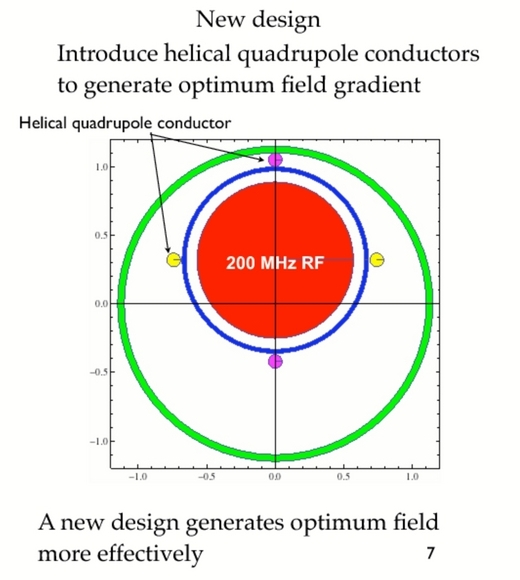 New design
Introduce helical quadrupole conductors
to generate optimum field gradient
Helical quadrupole conductor
1.0
0.5
200 MHz RF
0.0
−0.5
−1.0
−1.0 −0.5 0.0 0.5 1.0
A new design generates optimum field
more effectively
7